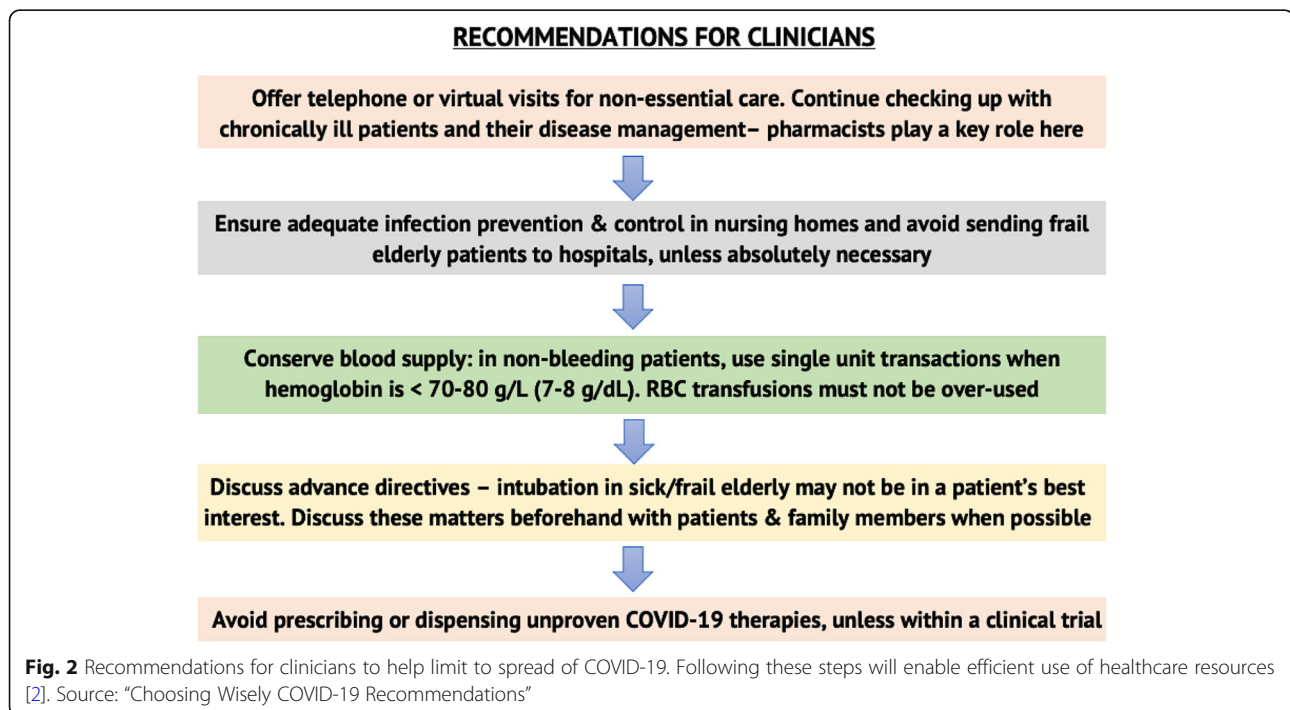 RECOMMENDATIONS FOR CLINICIANS
Offer telephone or virtual visits for non-essential care. Continue checking up with
chronically ill patients and their disease management– pharmacists play a key role here
Ensure adequate infection prevention & control in nursing homes and avoid sending frail
elderly patients to hospitals, unless absolutely necessary
Conserve blood supply: in non-bleeding patients, use single unit transactions when
hemoglobin is < 70-80 g/L (7-8 g/dL). RBC transfusions must not be over-used
Discuss advance directives – intubation in sick/frail elderly may not be in a patient's best
interest. Discuss these matters beforehand with patients & family members when possible
Avoid prescribing or dispensing unproven COVID-19 therapies, unless within a clinical trial
Fig. 2 Recommendations for clinicians to help limit to spread of COVID-19. Following these steps will enable efficient use of healthcare resources
[2]. Source: “Choosing Wisely COVID-19 Recommendations”